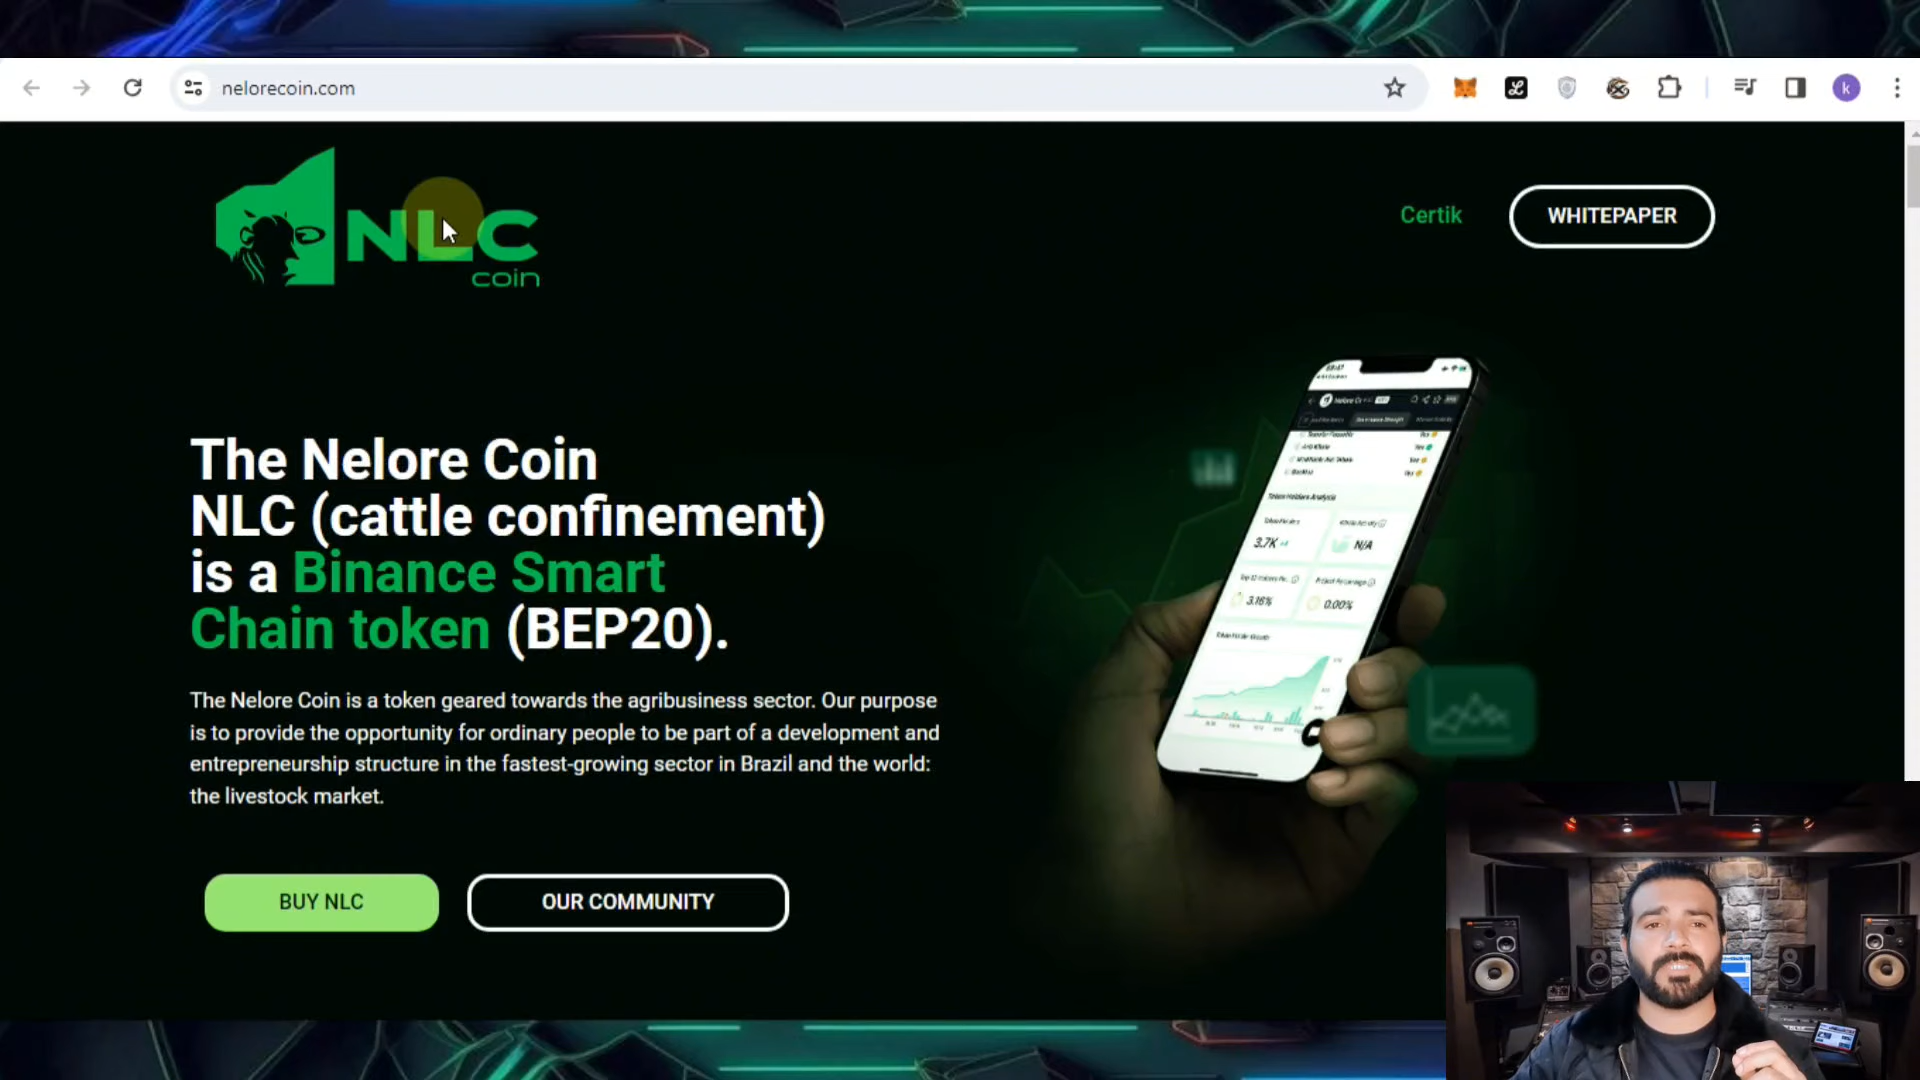 nelorecoin.com
k
NLC
coin
Certik
WHITEPAPER
The Nelore Coin
NLC (cattle confinement)
is a Binance Smart
Chain token (BEP20).
The Nelore Coin is a token geared towards the agribusiness sector. Our purpose
is to provide the opportunity for ordinary people to be part of a development and
entrepreneurship structure in the fastest-growing sector in Brazil and the world:
the livestock market.
BUY NLC
OUR COMMUNITY
Token Holders Analysis
3.7K
N/A
3.16%
0.00%